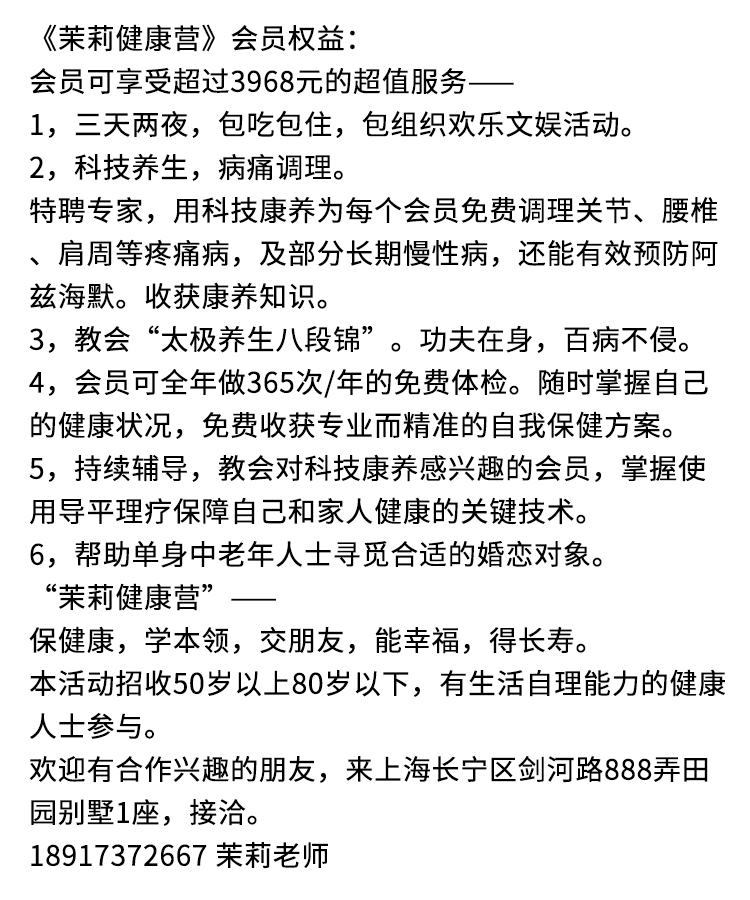 《茉莉健康营》会员权益：
会员可享受超过3968元的超值服务——
1，三天两夜，包吃包住，包组织欢乐文娱活动。
2，科技养生，病痛调理。
特聘专家，用科技康养为每个会员免费调理关节、腰椎
、肩周等疼痛病，及部分长期慢性病，还能有效预防阿
兹海默。收获康养知识。
3，教会“太极养生八段锦”。功夫在身，百病不侵。
4，会员可全年做365次/年的免费体检。随时掌握自己
的健康状况，免费收获专业而精准的自我保健方案。
5，持续辅导，教会对科技康养感兴趣的会员，掌握使
用导平理疗保障自己和家人健康的关键技术。
6，帮助单身中老年人士寻觅合适的婚恋对象。
“茉莉健康营”——
保健康，学本领，交朋友，能幸福，得长寿。
本活动招收50岁以上80岁以下，有生活自理能力的健康
人士参与。
欢迎有合作兴趣的朋友，来上海长宁区剑河路888弄田
园别墅1座，接洽。
18917372667 茉莉老师